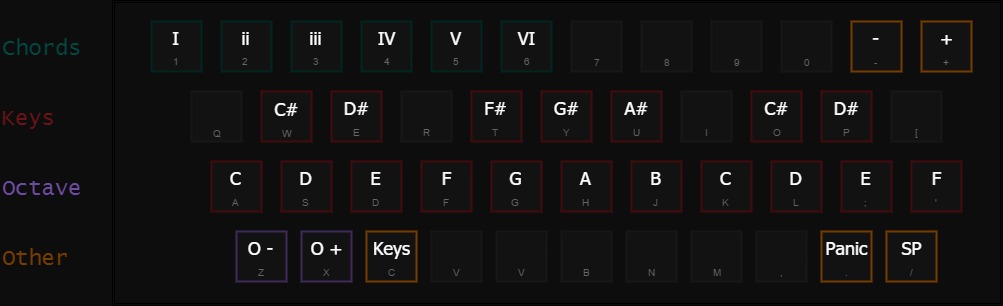 Chords I ii iii IV V VI - +
1 2 3 4 5 6 7 8 9 0 - +
Keys C# D# F# G# A# C# D#
Q W E R T Y U I O P [
Octave C D E F G A B C D E F
A S D F G H J K L ; '
Other O - O + Keys Panic SP
Z X C V V B N M , . /